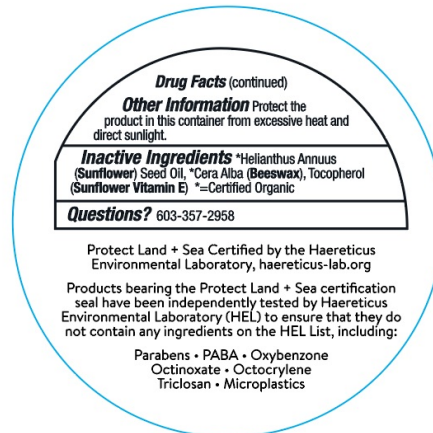 Drug Facts (continued)
Other Information Protect the
product in this container from excessive heat and
direct sunlight.
Inactive Ingredients *Helianthus Annuus
(Sunflower) Seed Oil, *Cera Alba (Beeswax), Tocopherol
(Sunflower Vitamin E) *=Certified Organic
Questions? 603-357-2958
Protect Land + Sea Certified by the Haereticus
Environmental Laboratory, haereticus-lab.org
Products bearing the Protect Land + Sea certification
seal have been independently tested by Haereticus
Environmental Laboratory (HEL) to ensure that they do
not contain any ingredients on the HEL List, including:
Parabens • PABA • Oxybenzone
Octinoxate • Octocrylene
Triclosan • Microplastics